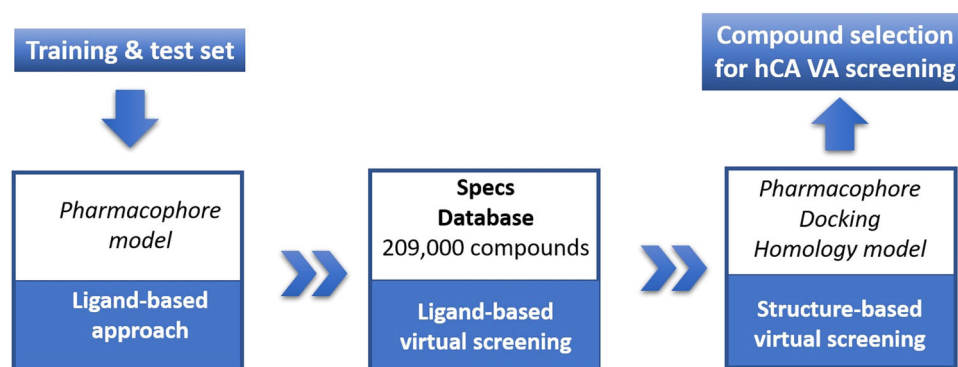 Training & test set
Pharmacophore
model
Ligand-based
approach
Specs
Database
209,000 compounds
Ligand-based
virtual screening
Compound selection
for hCA VA screening
Pharmacophore
Docking
Homology model
Structure-based
virtual screening